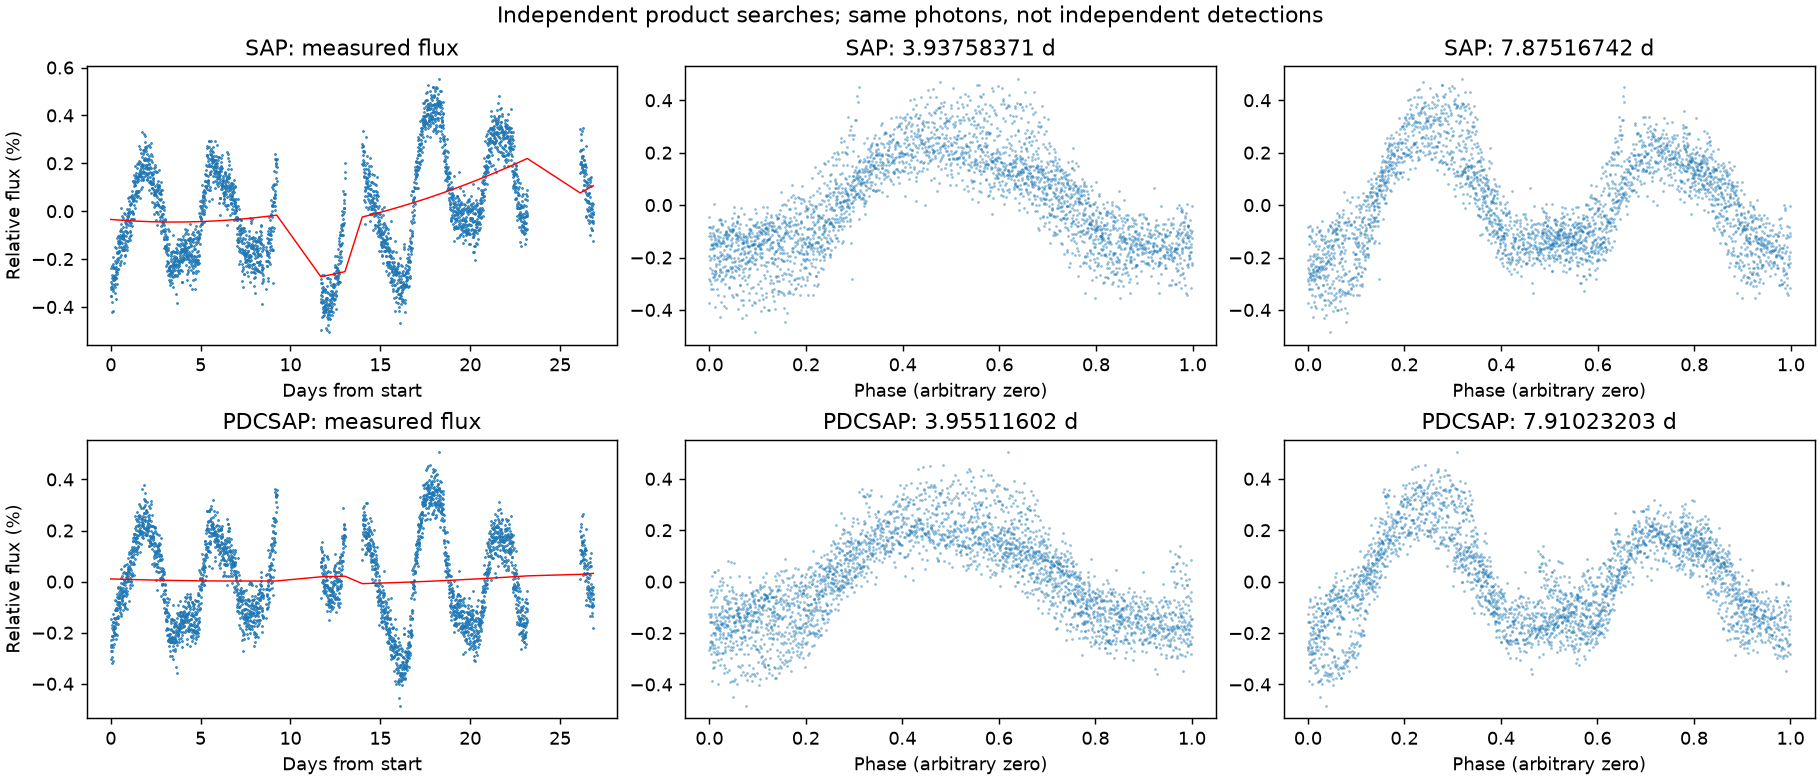 Independent product searches; same photons, not independent detections
SAP: measured flux
SAP: 3.93758371 d
SAP: 7.87516742 d
Relative flux (%)
0.6
0.4
0.2
0.0
−0.2
−0.4
0 5 10 15 20 25
Days from start
0.4
0.2
0.0
−0.2
−0.4
0.0 0.2 0.4 0.6 0.8 1.0
Phase (arbitrary zero)
0.4
0.2
0.0
−0.2
−0.4
0.0 0.2 0.4 0.6 0.8 1.0
Phase (arbitrary zero)
PDCSAP: measured flux
PDCSAP: 3.95511602 d
PDCSAP: 7.91023203 d
Relative flux (%)
0.4
0.2
0.0
−0.2
−0.4
0 5 10 15 20 25
Days from start
0.4
0.2
0.0
−0.2
−0.4
0.0 0.2 0.4 0.6 0.8 1.0
Phase (arbitrary zero)
0.4
0.2
0.0
−0.2
−0.4
0.0 0.2 0.4 0.6 0.8 1.0
Phase (arbitrary zero)